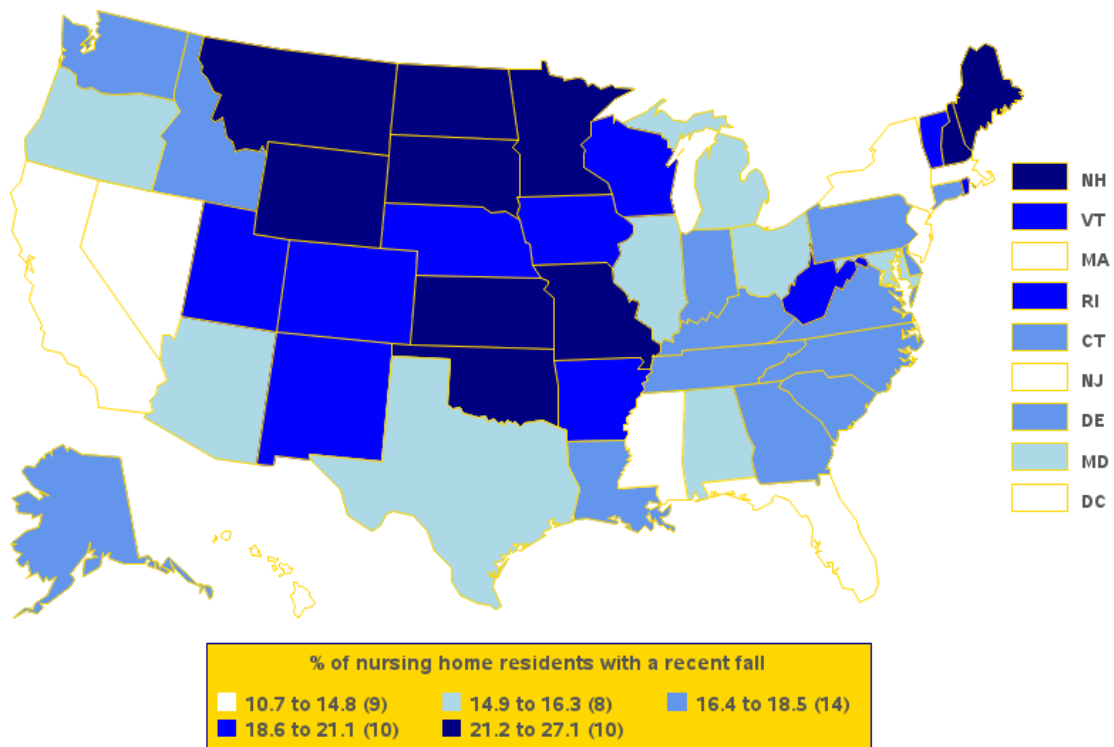 NH
VT
MA
RI
CT
NJ
DE
MD
DC
% of nursing home residents with a recent fall
10.7 to 14.8 (9) 14.9 to 16.3 (8) 16.4 to 18.5 (14)
18.6 to 21.1 (10) 21.2 to 27.1 (10)